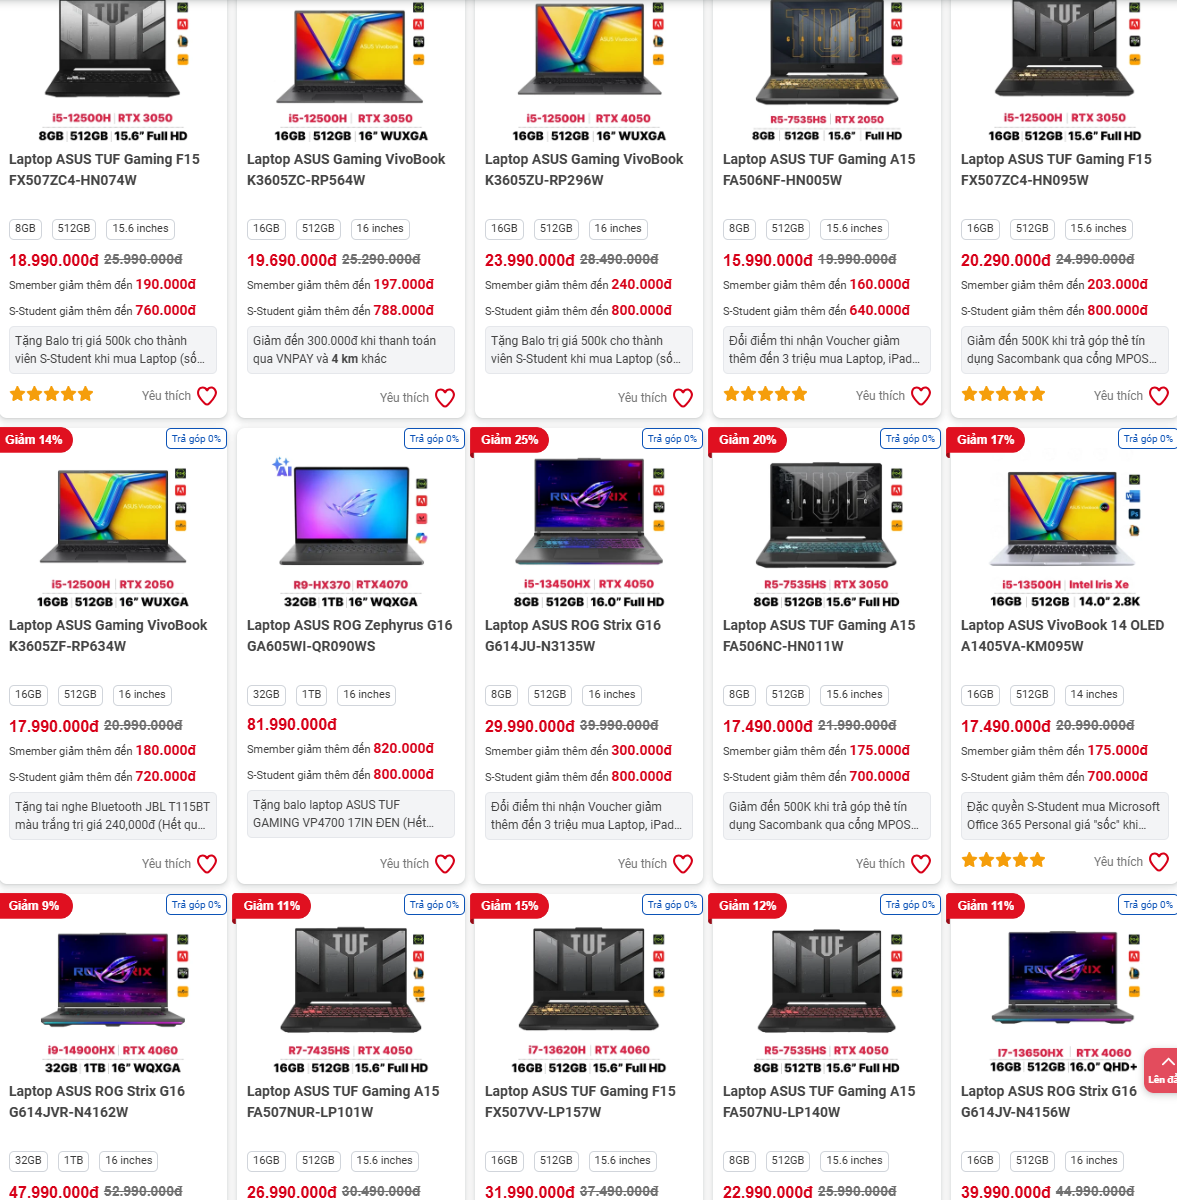 i5-12500H | RTX 3050
8GB | 512GB | 15.6” Full HD
Laptop ASUS TUF Gaming F15
FX507ZC4-HN074W
8GB 512GB 15.6 inches
18.990.000đ 25.990.000đ
Smember giảm thêm đến 190.000đ
S-Student giảm thêm đến 760.000đ
Tặng Balo trị giá 500k cho thành
viên S-Student khi mua Laptop (số...
Yêu thích
i5-12500H | RTX 3050
16GB | 512GB | 16” WUXGA
Laptop ASUS Gaming VivoBook
K3605ZC-RP564W
16GB 512GB 16 inches
19.690.000đ 25.290.000đ
Smember giảm thêm đến 197.000đ
S-Student giảm thêm đến 788.000đ
Giảm đến 300.000đ khi thanh toán
qua VNPAY và 4 km khác
Yêu thích
i5-12500H | RTX 4050
16GB | 512GB | 16” WUXGA
Laptop ASUS Gaming VivoBook
K3605ZU-RP296W
16GB 512GB 16 inches
23.990.000đ 28.490.000đ
Smember giảm thêm đến 240.000đ
S-Student giảm thêm đến 800.000đ
Tặng Balo trị giá 500k cho thành
viên S-Student khi mua Laptop (số...
Yêu thích
TUF
GAMING
R5-7535HS | RTX 2050
8GB | 512GB | 15.6” | Full HD
Laptop ASUS TUF Gaming A15
FA506NF-HN005W
8GB 512GB 15.6 inches
15.990.000đ 19.990.000đ
Smember giảm thêm đến 160.000đ
S-Student giảm thêm đến 640.000đ
Đổi điểm thi nhận Voucher giảm
thêm đến 3 triệu mua Laptop, iPad...
Yêu thích
TUF
i5-12500H | RTX 3050
16GB | 512GB | 15.6” Full HD
Laptop ASUS TUF Gaming F15
FX507ZC4-HN095W
16GB 512GB 15.6 inches
20.290.000đ 24.990.000đ
Smember giảm thêm đến 203.000đ
S-Student giảm thêm đến 800.000đ
Giảm đến 500K khi trả góp thẻ tín
dụng Sacombank qua cổng MPOS...
Yêu thích
Giảm 14%
Trả góp 0%
i5-12500H | RTX 2050
16GB | 512GB | 16” WUXGA
Laptop ASUS Gaming VivoBook
K3605ZF-RP634W
16GB 512GB 16 inches
17.990.000đ 20.990.000đ
Smember giảm thêm đến 180.000đ
S-Student giảm thêm đến 720.000đ
Tặng tai nghe Bluetooth JBL T115BT
màu trắng trị giá 240,000đ (Hết qu...
Yêu thích
Trả góp 0%
AI
R9-HX370 | RTX4070
32GB | 1TB | 16” WQXGA
Laptop ASUS ROG Zephyrus G16
GA605WI-QR090WS
32GB 1TB 16 inches
81.990.000đ
Smember giảm thêm đến 820.000đ
S-Student giảm thêm đến 800.000đ
Tặng balo laptop ASUS TUF
GAMING VP4700 17IN ĐEN (Hết...
Yêu thích
Giảm 25%
Trả góp 0%
i5-13450HX | RTX 4050
8GB | 512GB | 16.0” Full HD
Laptop ASUS ROG Strix G16
G614JU-N3135W
8GB 512GB 16 inches
29.990.000đ 39.990.000đ
Smember giảm thêm đến 300.000đ
S-Student giảm thêm đến 800.000đ
Đổi điểm thi nhận Voucher giảm
thêm đến 3 triệu mua Laptop, iPad...
Yêu thích
Giảm 20%
Trả góp 0%
TUF
GAMING
R5-7535HS | RTX 3050
8GB | 512GB | 15.6” Full HD
Laptop ASUS TUF Gaming A15
FA506NC-HN011W
8GB 512GB 15.6 inches
17.490.000đ 21.990.000đ
Smember giảm thêm đến 175.000đ
S-Student giảm thêm đến 700.000đ
Giảm đến 500K khi trả góp thẻ tín
dụng Sacombank qua cổng MPOS...
Yêu thích
Giảm 17%
Trả góp 0%
i5-13500H | Intel Iris Xe
16GB | 512GB | 14.0” 2.8K
Laptop ASUS VivoBook 14 OLED
A1405VA-KM095W
16GB 512GB 14 inches
17.490.000đ 20.990.000đ
Smember giảm thêm đến 175.000đ
S-Student giảm thêm đến 700.000đ
Đặc quyền S-Student mua Microsoft
Office 365 Personal giá "sốc" khi...
Yêu thích
Giảm 9%
Trả góp 0%
i9-14900HX | RTX 4060
32GB | 1TB | 16” WQXGA
Laptop ASUS ROG Strix G16
G614JVR-N4162W
32GB 1TB 16 inches
47.990.000đ 52.990.000đ
Giảm 11%
Trả góp 0%
TUF
R7-7435HS | RTX 4050
16GB | 512GB | 15.6” Full HD
Laptop ASUS TUF Gaming A15
FA507NUR-LP101W
16GB 512GB 15.6 inches
26.990.000đ 30.490.000đ
Giảm 15%
Trả góp 0%
TUF
i7-13620H | RTX 4060
16GB | 512GB | 15.6” Full HD
Laptop ASUS TUF Gaming F15
FX507VV-LP157W
16GB 512GB 15.6 inches
31.990.000đ 37.490.000đ
Giảm 12%
Trả góp 0%
TUF
R5-7535HS | RTX 4050
8GB | 512TB | 15.6” Full HD
Laptop ASUS TUF Gaming A15
FA507NU-LP140W
8GB 512GB 15.6 inches
22.990.000đ 25.990.000đ
Giảm 11%
Trả góp 0%
I7-13650HX | RTX 4060
16GB | 512GB | 16.0” QHD+
Laptop ASUS ROG Strix G16
G614JV-N4156W
16GB 512GB 16 inches
39.990.000đ 44.990.000đ
Lên